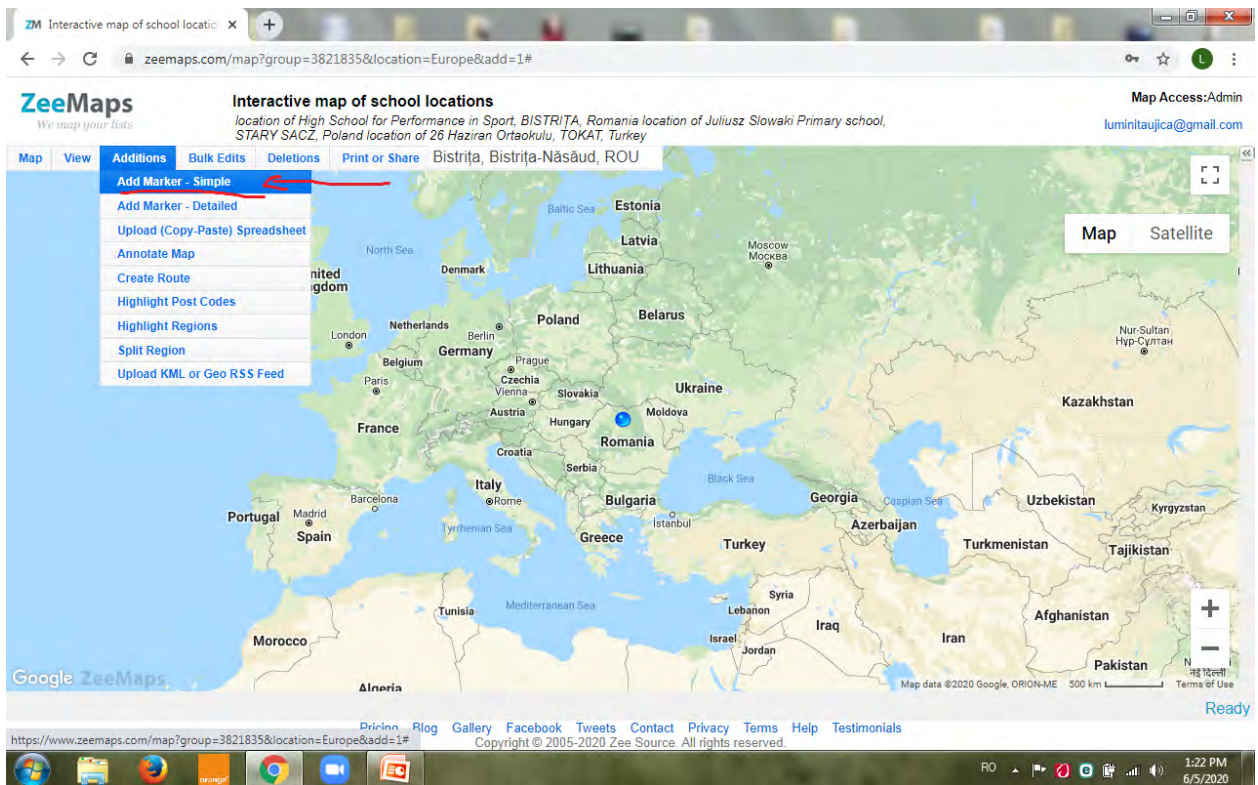 ZM Interactive map of school locatio
zeemaps.com/map?group=3821835&location=Europe&add=1#
L
ZeeMaps
We map your lists
Interactive map of school locations
location of High School for Performance in Sport, BISTRIȚA, Romania location of Juliusz Slowaki Primary school,
STARY SACZ, Poland location of 26 Haziran Ortaokulu, TOKAT, Turkey
Map Access:Admin
luminitaujica@gmail.com
Map View Additions Bulk Edits Deletions Print or Share Bistrița, Bistrița-Năsăud, ROU
Add Marker - Simple
Add Marker - Detailed
Upload (Copy-Paste) Spreadsheet
Annotate Map
Create Route
Highlight Post Codes
Highlight Regions
Split Region
Upload KML or Geo RSS Feed
Map Satellite
Baltic Sea
Estonia
Latvia
Moscow
Москва
North Sea
Denmark
Lithuania
nited
gdom
Poland
Belarus
London
Netherlands
Berlin
Nur-Sultan
Нұр-Сұлтан
Belgium
Germany
Prague
Paris
Czechia
Vienna
Slovakia
Ukraine
Kazakhstan
Austria
Hungary
Moldova
France
Romania
Croatia
Serbia
Italy
Black Sea
Barcelona
Rome
Bulgaria
Georgia
Caspian Sea
Uzbekistan
Kyrgyzstan
Portugal
Madrid
Spain
Tyrrhenian Sea
Istanbul
Greece
Turkey
Azerbaijan
Turkmenistan
Tajikistan
Syria
Tunisia
Mediterranean Sea
Lebanon
Iraq
Afghanistan
Morocco
Israel
Jordan
Iran
Pakistan
N
नई दिल्ली
Google ZeeMaps
Algeria
Map data ©2020 Google, ORION-ME 500 km Terms of Use
Ready
Pricing Blog Gallery Facebook Tweets Contact Privacy Terms Help Testimonials
https://www.zeemaps.com/map?group=3821835&location=Europe&add=1#
Copyright © 2005-2020 Zee Source. All rights reserved.
orange
RO
1:22 PM
6/5/2020